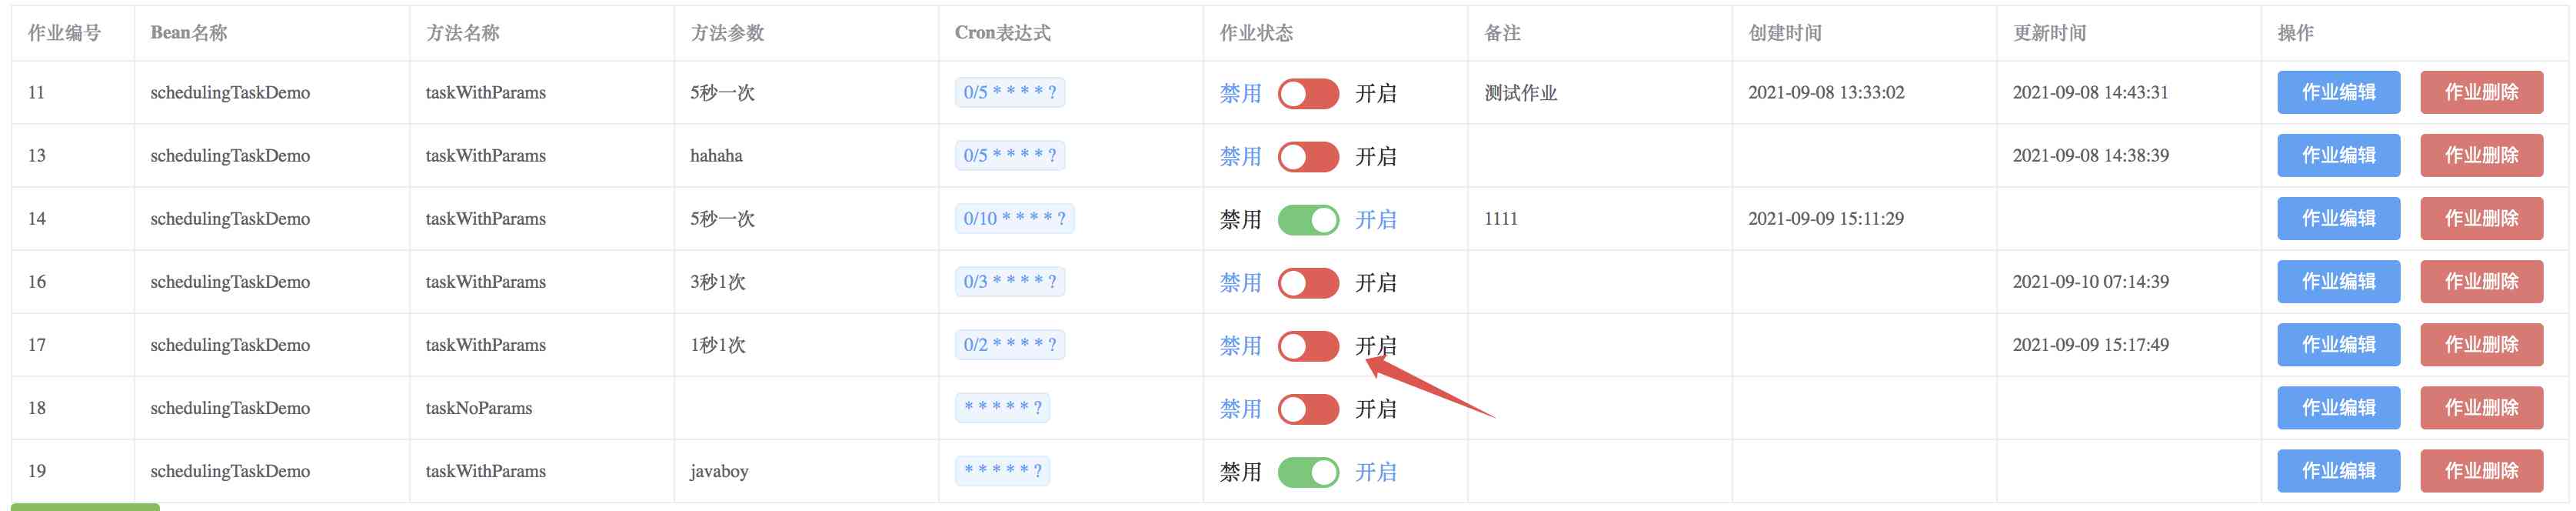 作业编号 Bean名称 方法名称 方法参数 Cron表达式 作业状态 备注 创建时间 更新时间 操作
11 schedulingTaskDemo taskWithParams 5秒一次 0/5 * * * * ? 禁用 开启 测试作业 2021-09-08 13:33:02 2021-09-08 14:43:31 作业编辑 作业删除
13 schedulingTaskDemo taskWithParams hahaha 0/5 * * * * ? 禁用 开启 2021-09-08 14:38:39 作业编辑 作业删除
14 schedulingTaskDemo taskWithParams 5秒一次 0/10 * * * * ? 禁用 开启 1111 2021-09-09 15:11:29 作业编辑 作业删除
16 schedulingTaskDemo taskWithParams 3秒1次 0/3 * * * * ? 禁用 开启 2021-09-10 07:14:39 作业编辑 作业删除
17 schedulingTaskDemo taskWithParams 1秒1次 0/2 * * * * ? 禁用 开启 2021-09-09 15:17:49 作业编辑 作业删除
18 schedulingTaskDemo taskNoParams * * * * * ? 禁用 开启 作业编辑 作业删除
19 schedulingTaskDemo taskWithParams javaboy * * * * * ? 禁用 开启 作业编辑 作业删除